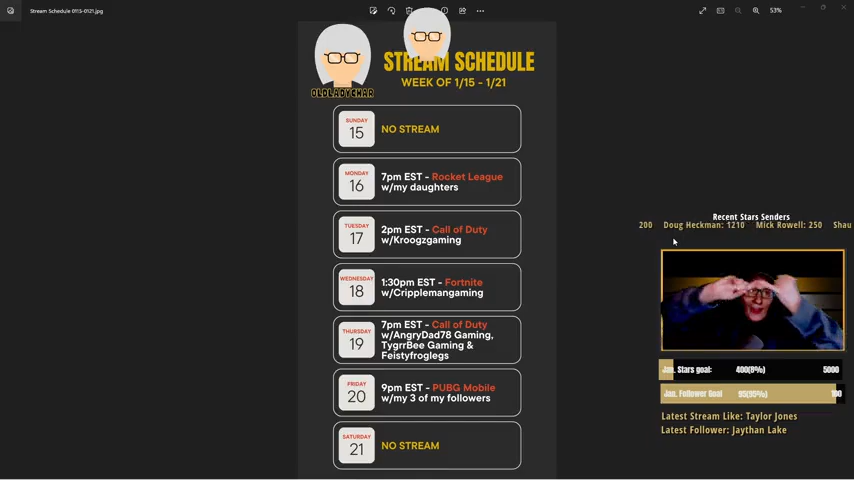 Stream Schedule 0115-0121.jpg
53%
STREAM SCHEDULE
WEEK OF 1/15 - 1/21
OLDLADYCHAR
SUNDAY
15
NO STREAM
MONDAY
16
7pm EST - Rocket League
w/my daughters
TUESDAY
17
2pm EST - Call of Duty
w/Kroogzgaming
WEDNESDAY
18
1:30pm EST - Fortnite
w/Cripplemangaming
THURSDAY
19
7pm EST - Call of Duty
w/AngryDad78 Gaming,
TygrrBee Gaming &
Feistyfroglegs
FRIDAY
20
9pm EST - PUBG Mobile
w/my 3 of my followers
SATURDAY
21
NO STREAM
Recent Stars Senders
200 Doug Heckman: 1210 Mick Rowell: 250 Shau
Jan. Stars goal: 400(8%) 5000
Jan. Follower Goal 95(95%) 100
Latest Stream Like: Taylor Jones
Latest Follower: Jaythan Lake